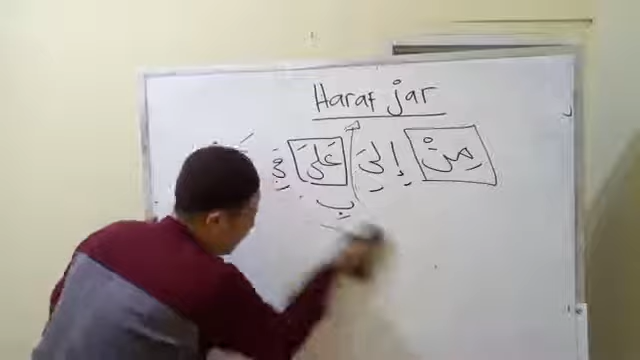 Haraf jar
مِنْ إِلَى عَلَى فِي
بِ